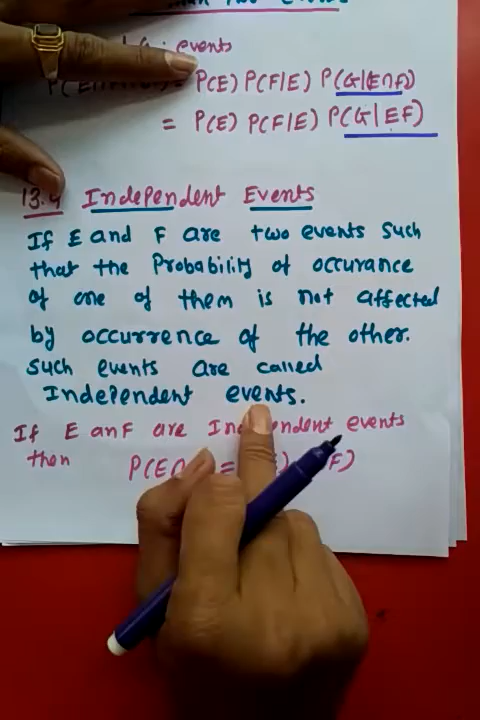 events
P(E) P(F/E) P(G|E∩F)
= P(E) P(F/E) P(G|EF)
13.4 Independent Events
If E and F are two events such
that the Probability of occurance
of one of them is not affected
by occurrence of the other.
Such events are called
Independent events.
If E anF are Independent events
then P(E = F)